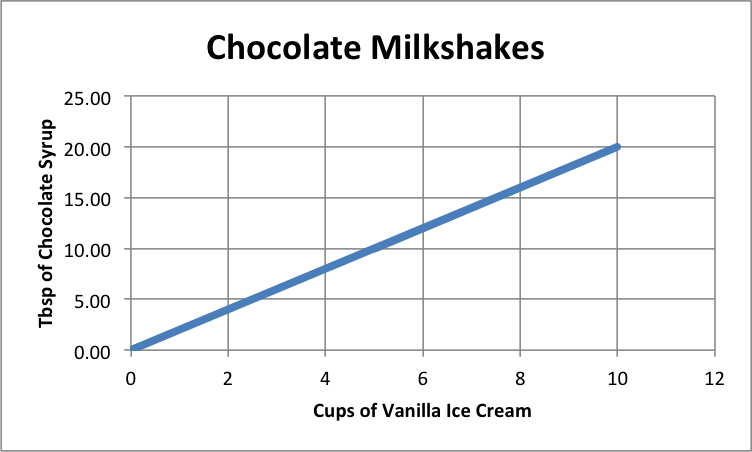 Chocolate Milkshakes
Tbsp of Chocolate Syrup
25.00
20.00
15.00
10.00
5.00
0.00
0 2 4 6 8 10 12
Cups of Vanilla Ice Cream